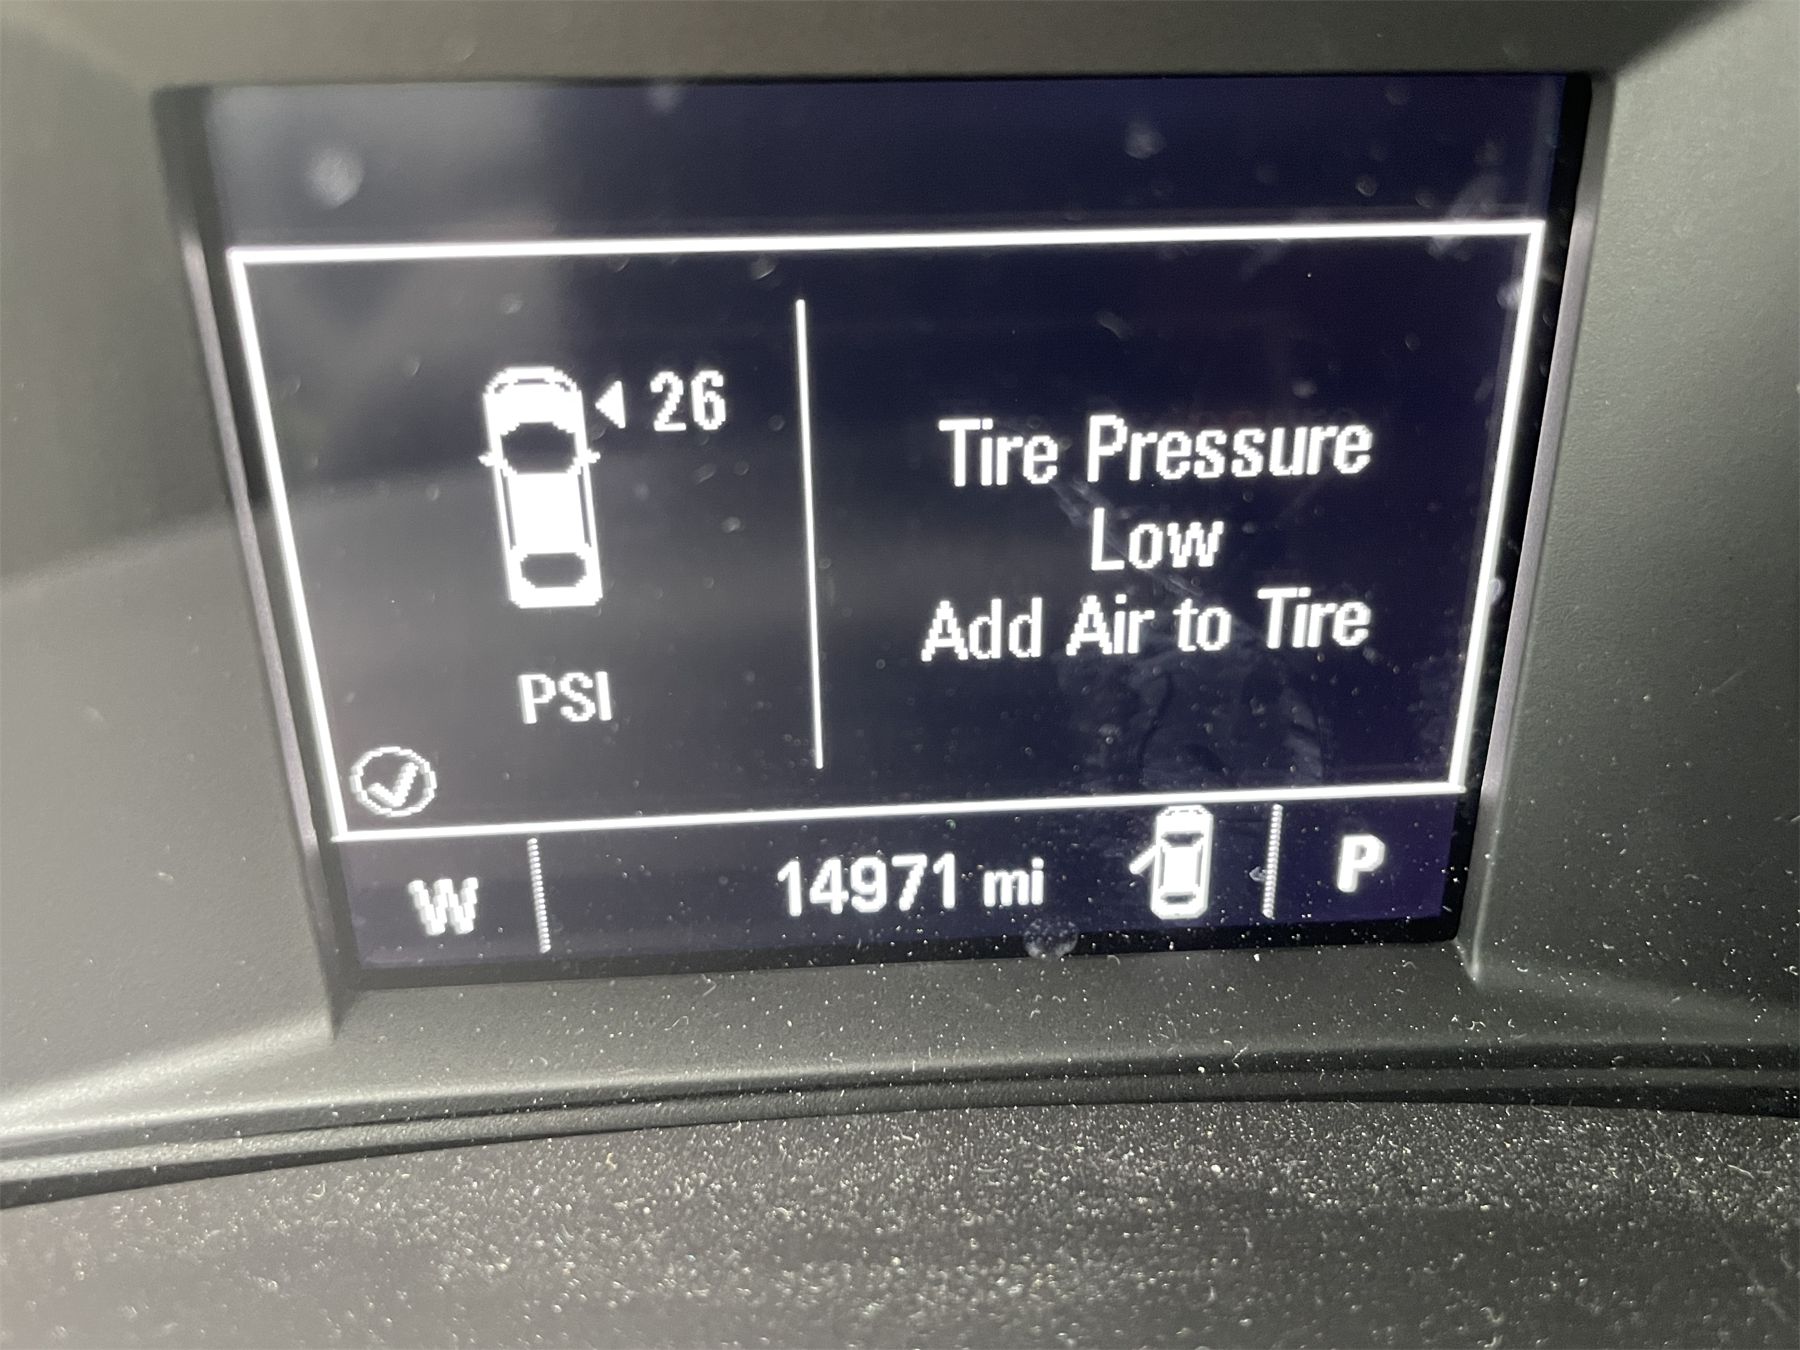 26
PSI
Tire Pressure
Low
Add Air to Tire
W
14971 mi
P